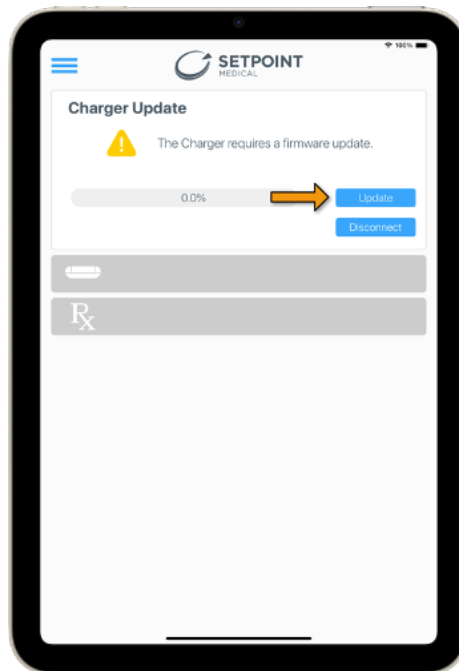 100%
SETPOINT
MEDICAL
Charger Update
The Charger requires a firmware update.
0.0%
Update
Disconnect
Rx